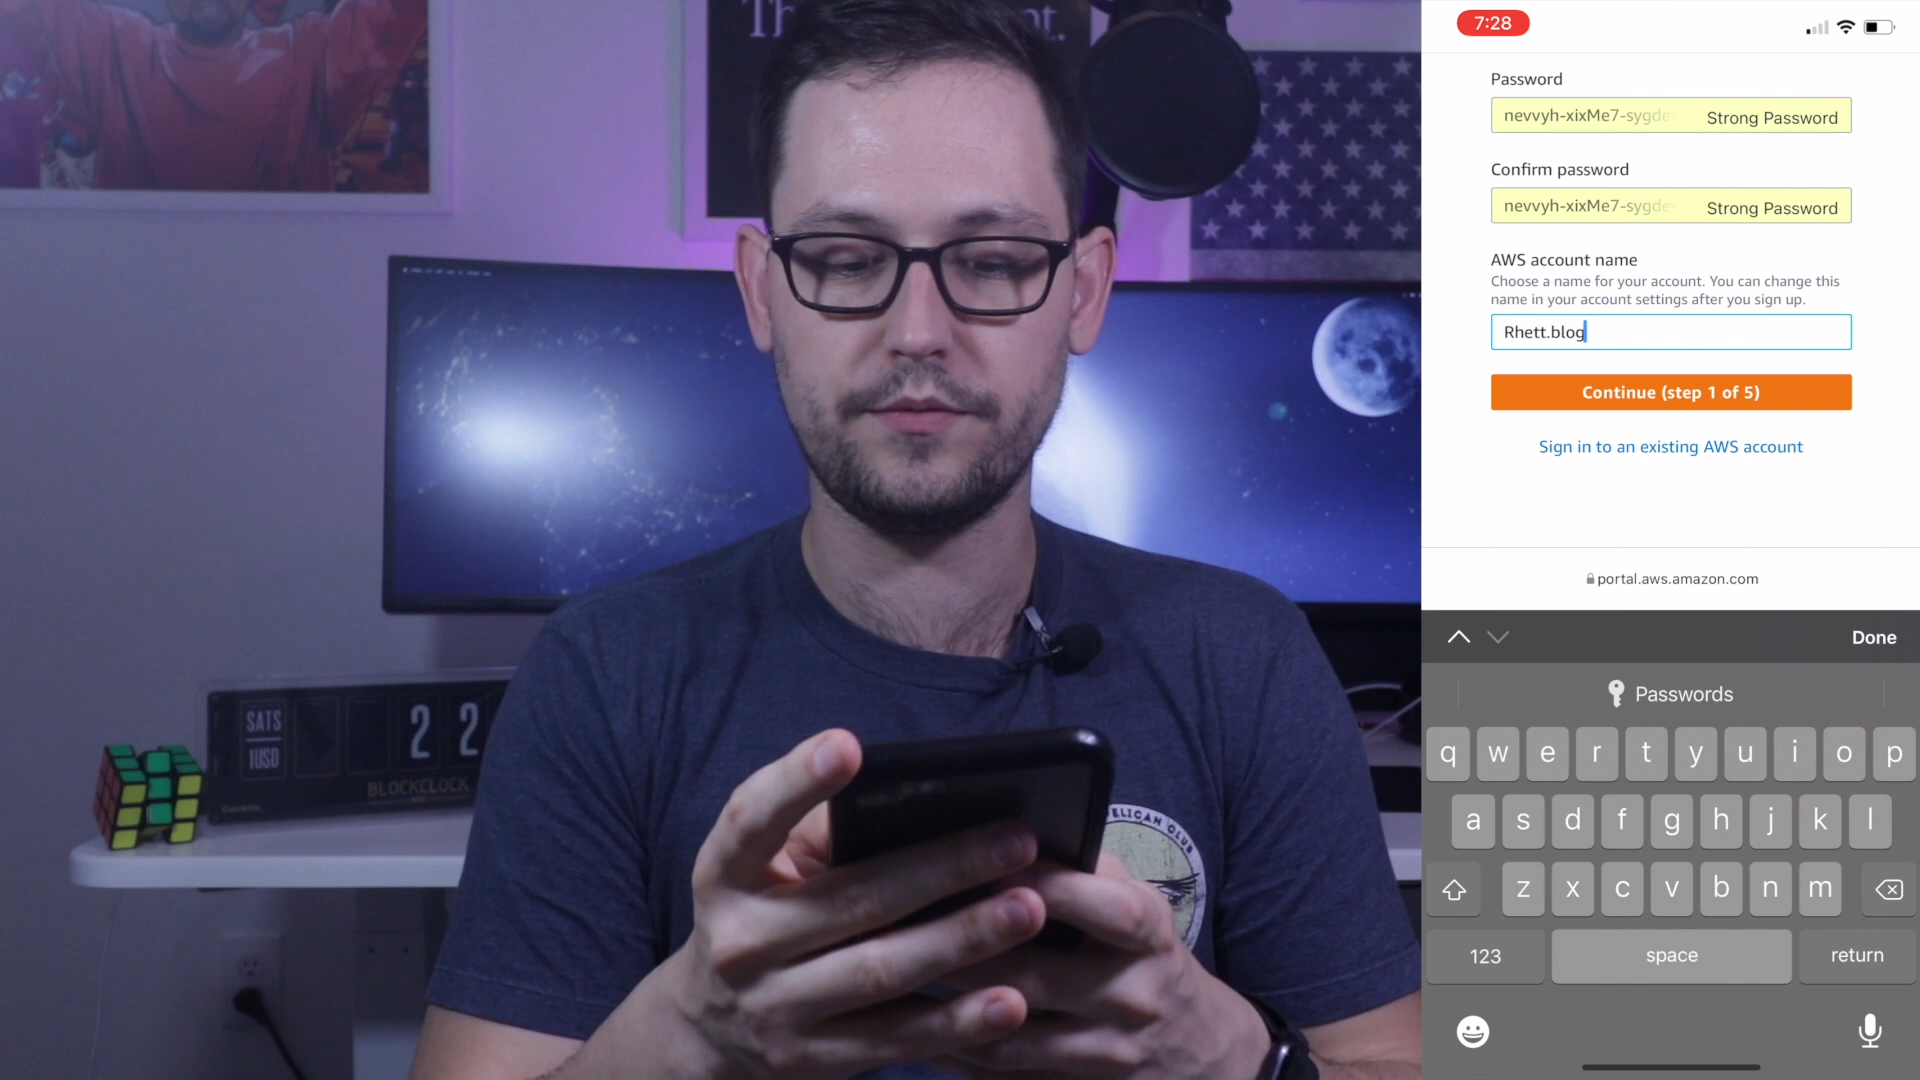 SATS
1USD
2 2
BLOCKCLOCK
ELICAN CLUB
7:28
Password
nevvyh-xixMe7-sygde Strong Password
Confirm password
nevvyh-xixMe7-sygde Strong Password
AWS account name
Choose a name for your account. You can change this
name in your account settings after you sign up.
Rhett.blog
Continue (step 1 of 5)
Sign in to an existing AWS account
portal.aws.amazon.com
Done
Passwords
q w e r t y u i o p
a s d f g h j k l
z x c v b n m
123 space return